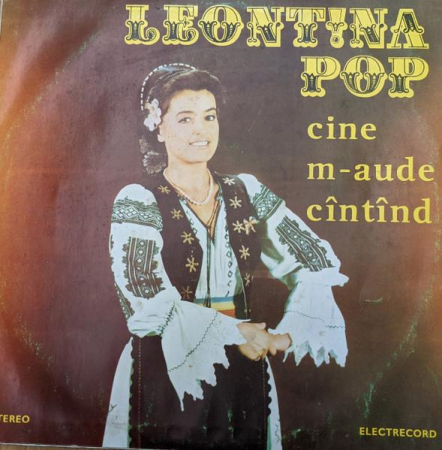 LEONTINA
POP
cine
m-aude
cîntînd
TEREO
ELECTRECORD